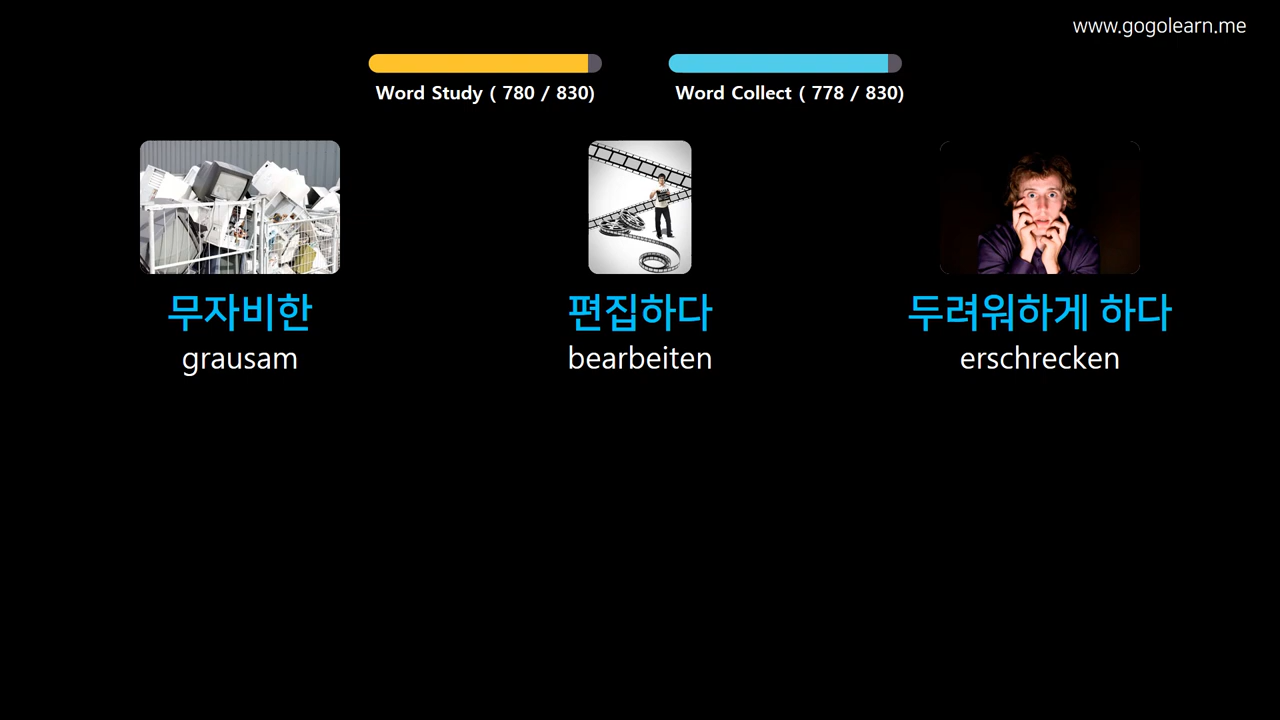 www.gogolearn.me
Word Study ( 780 / 830)
Word Collect ( 778 / 830)
무자비한
grausam
편집하다
bearbeiten
두려워하게 하다
erschrecken